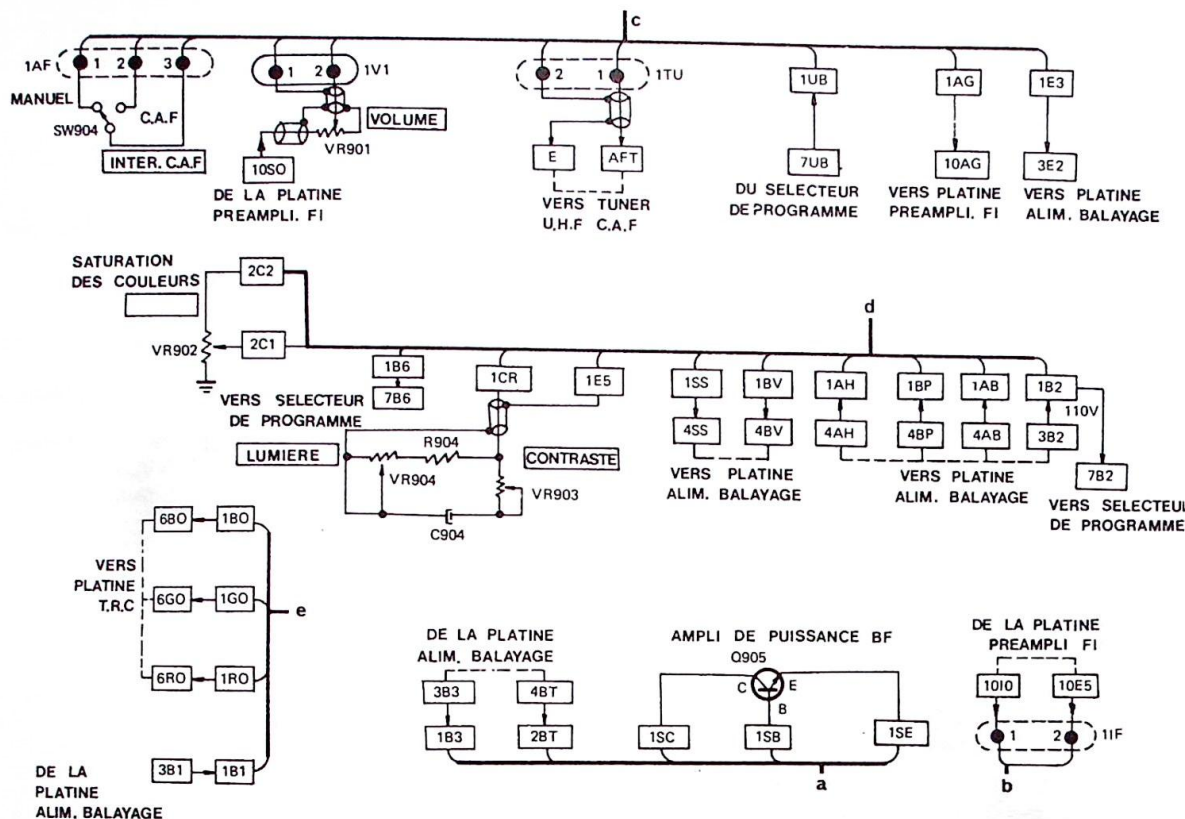 c
1AF 1 2 3
1 2 1V1
2 1 1TU
1UB
1AG
1E3
MANUEL
C.A.F
SW904
INTER. C.A.F
VOLUME
VR901
10SO
DE LA PLATINE
PREAMPLI. FI
E
AFT
VERS TUNER
U.H.F C.A.F
7UB
10AG
3E2
DU SELECTEUR
DE PROGRAMME
VERS PLATINE
PREAMPLI. FI
VERS PLATINE
ALIM. BALAYAGE
SATURATION
DES COULEURS
2C2
VR902
2C1
d
1B6
7B6
VERS SELECTEUR
DE PROGRAMME
1CR
1E5
LUMIERE
R904
VR904
CONTRASTE
VR903
C904
1SS
1BV
4SS
4BV
VERS PLATINE
ALIM. BALAYAGE
1AH
1BP
1AB
1B2
110V
4AH
4BP
4AB
3B2
VERS PLATINE
ALIM. BALAYAGE
7B2
VERS SELECTEUR
DE PROGRAMME
6BO
1BO
VERS
PLATINE
T.R.C
6GO
1GO
e
6RO
1RO
3B1
1B1
DE LA
PLATINE
ALIM. BALAYAGE
DE LA PLATINE
ALIM. BALAYAGE
3B3
4BT
1B3
2BT
AMPLI DE PUISSANCE BF
Q905
C
E
B
1SC
1SB
1SE
a
DE LA PLATINE
PREAMPLI FI
10IO
10E5
1 2 1IF
b